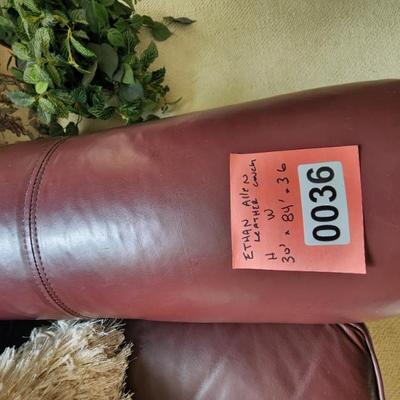 ETHAN Allen
LEATHER couch
H W
30' x 84' x 36
0036